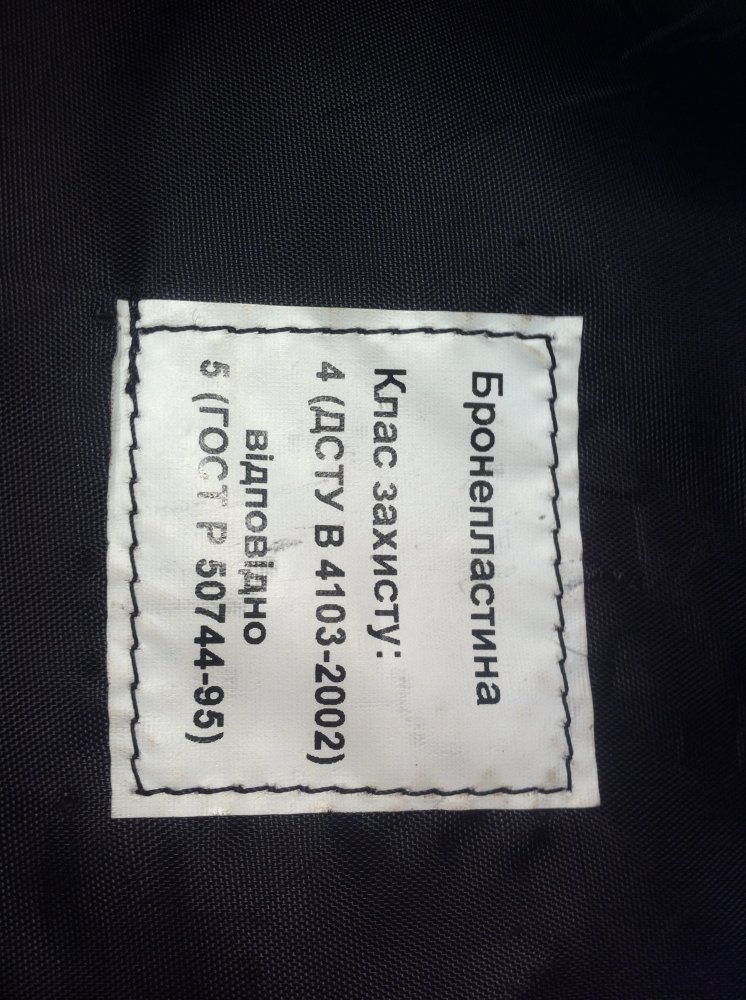 Бронепластина
Клас захисту:
4 (ДСТУ В 4103-2002)
відповідно
5 (ГОСТ Р 50744-95)